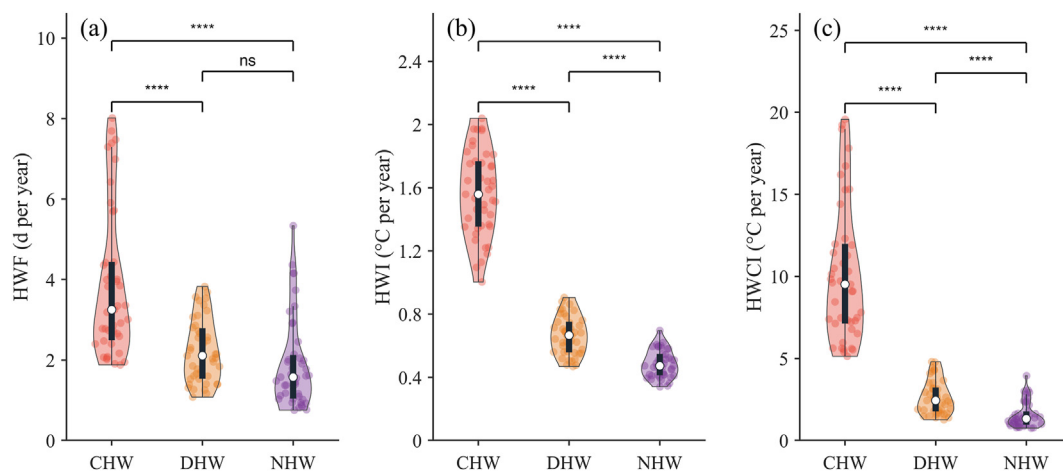 (a)
HWF (d per year)
10
8
6
4
2
0
****
ns
****
CHW DHW NHW
(b)
HWI (°C per year)
2.4
2
1.6
1.2
0.8
0.4
0
****
****
****
CHW DHW NHW
(c)
HWCI (°C per year)
25
20
15
10
5
0
****
****
****
CHW DHW NHW